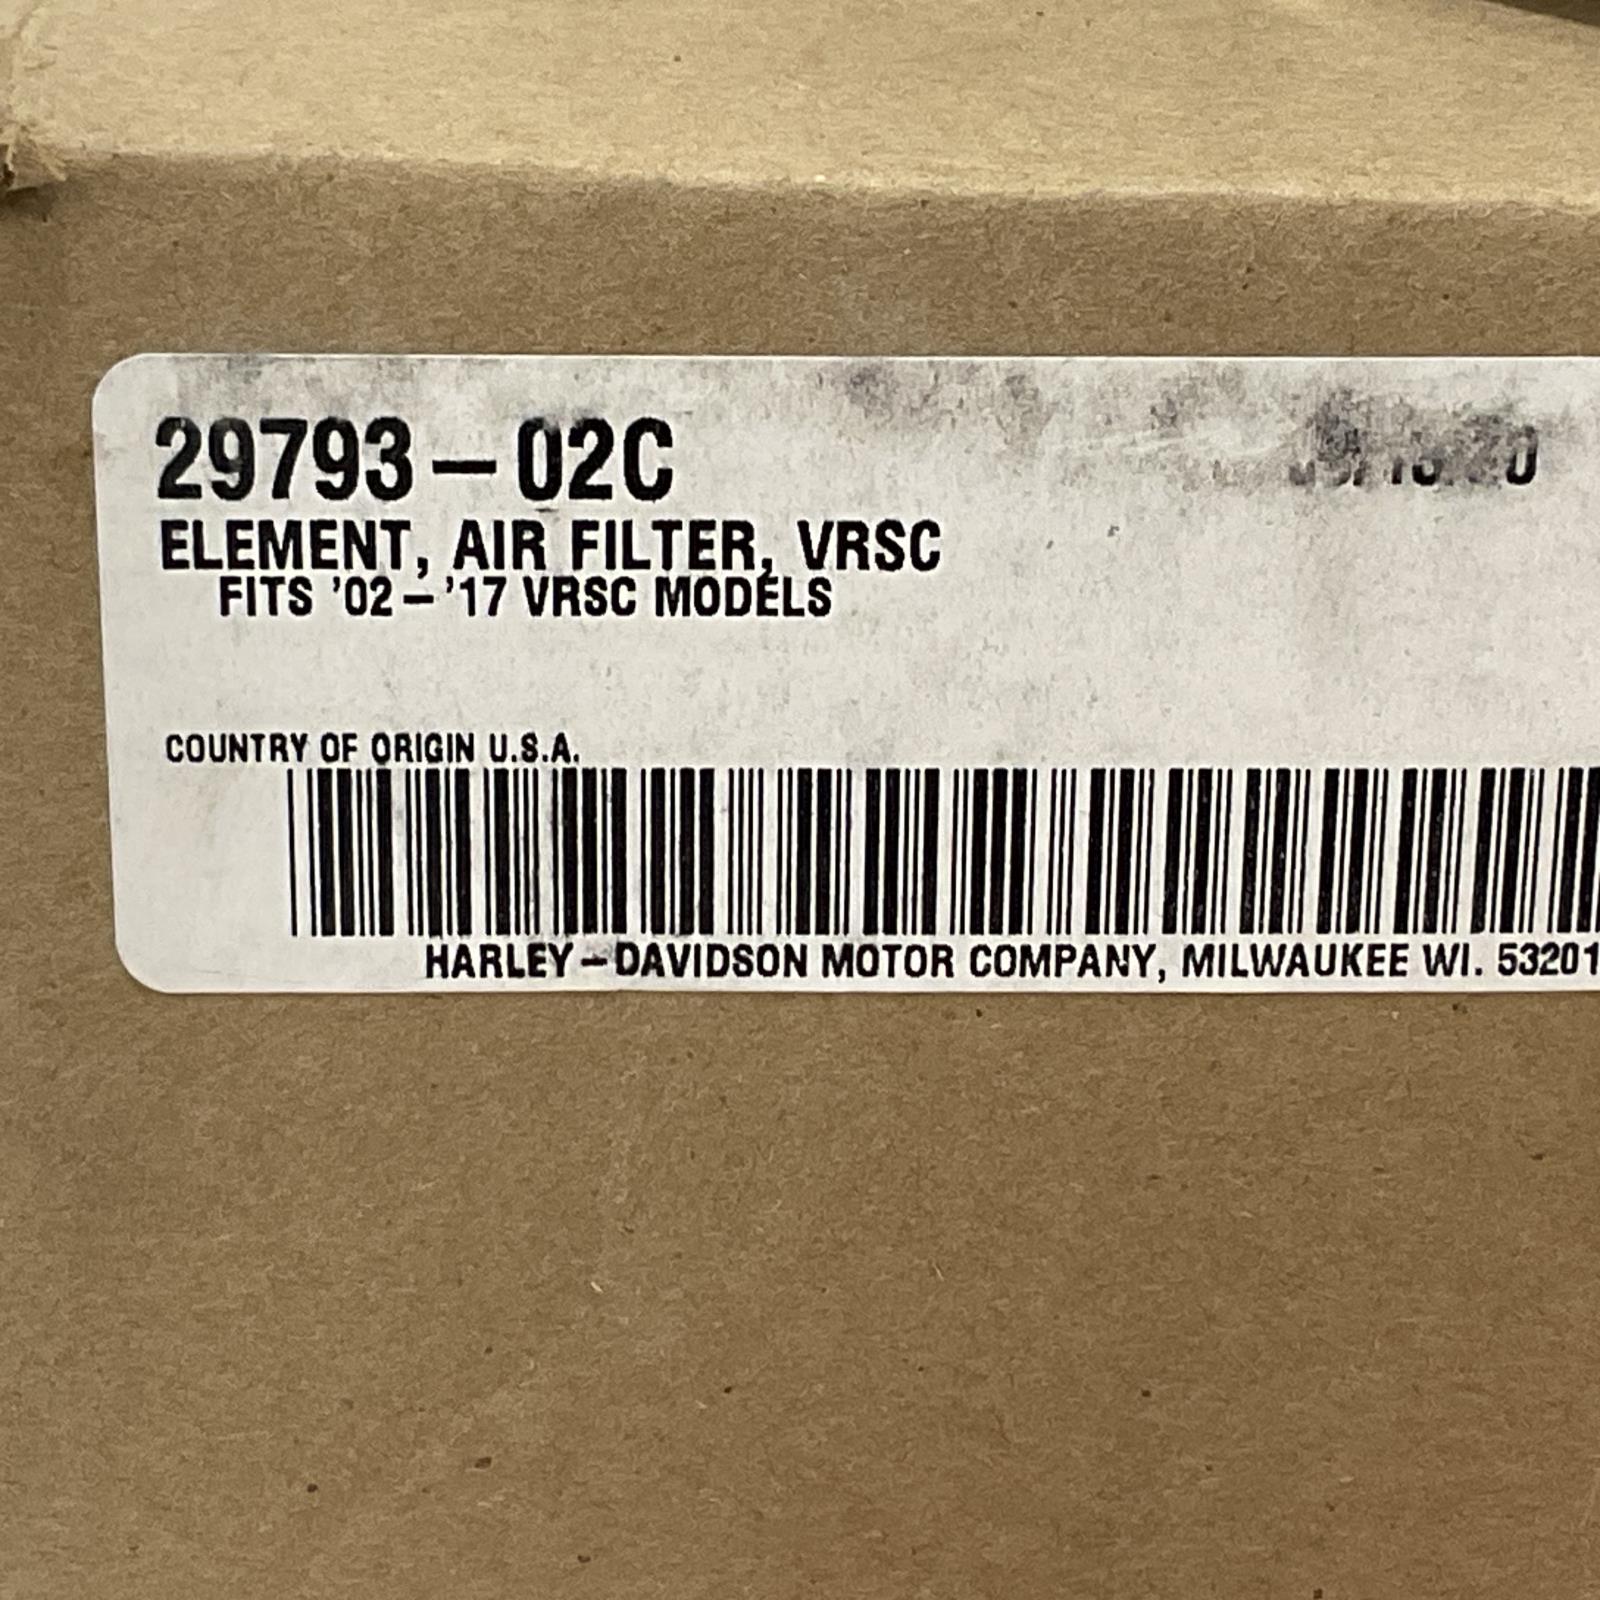 29793-02C
ELEMENT, AIR FILTER, VRSC
FITS '02-'17 VRSC MODELS
COUNTRY OF ORIGIN U.S.A.
HARLEY-DAVIDSON MOTOR COMPANY, MILWAUKEE WI. 53201